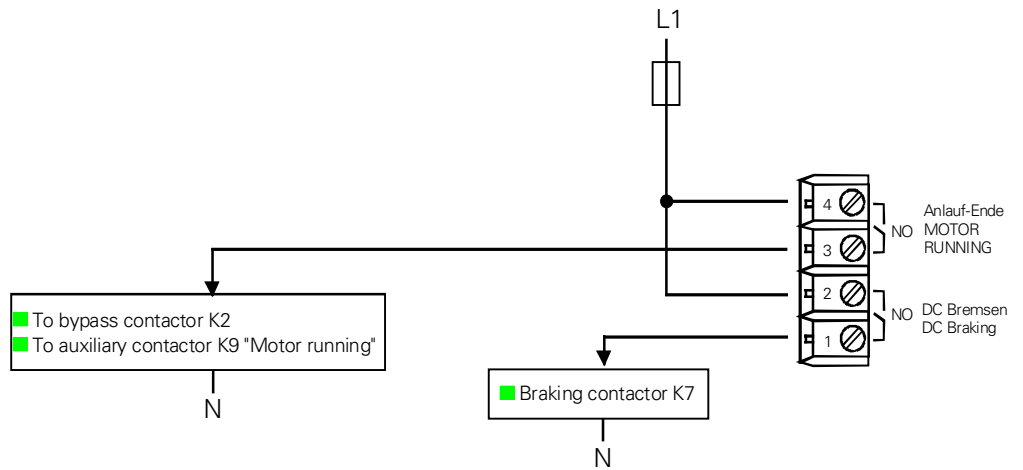 L1
4
3
2
1
NO
Anlauf-Ende
MOTOR
RUNNING
NO
DC Bremsen
DC Braking
To bypass contactor K2
To auxiliary contactor K9 "Motor running"
N
Braking contactor K7
N